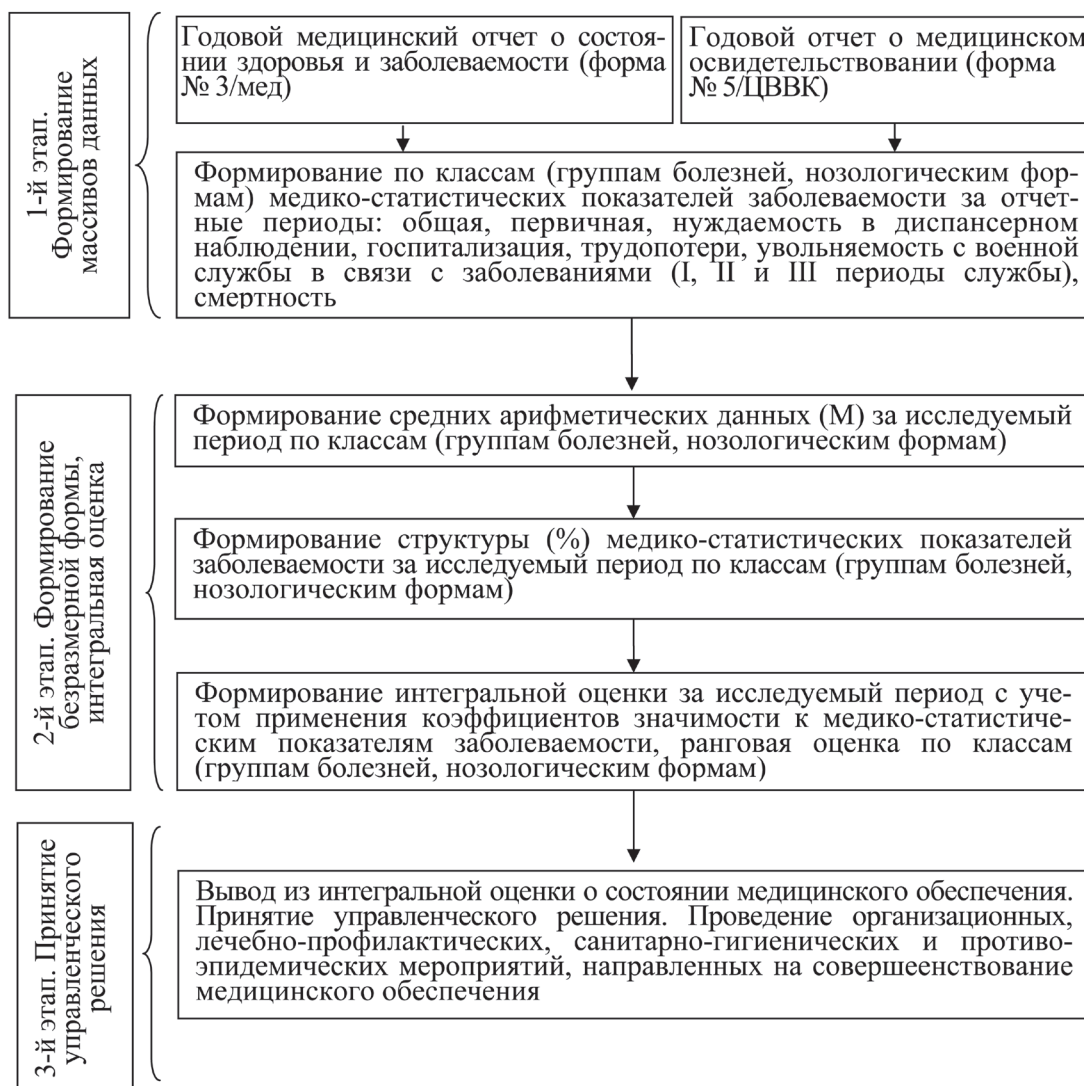 1-й этап.
Формирование
массивов данных
Годовой медицинский отчет о состоя-
нии здоровья и заболеваемости (форма
№ 3/мед)
Годовой отчет о медицинском
освидетельствовании (форма
№ 5/ЦВВК)
Формирование по классам (группам болезней, нозологическим фор-
мам) медико-статистических показателей заболеваемости за отчет-
ные периоды: общая, первичная, нуждаемость в диспансерном
наблюдении, госпитализация, трудопотери, увольняемость с военной
службы в связи с заболеваниями (I, II и III периоды службы),
смертность
2-й этап. Формирование
безразмерной формы,
интегральная оценка
Формирование средних арифметических данных (М) за исследуемый
период по классам (группам болезней, нозологическим формам)
Формирование структуры (%) медико-статистических показателей
заболеваемости за исследуемый период по классам (группам болезней,
нозологическим формам)
Формирование интегральной оценки за исследуемый период с уче-
том применения коэффициентов значимости к медико-статистиче-
ским показателям заболеваемости, ранговая оценка по классам
(группам болезней, нозологическим формам)
3-й этап. Принятие
управленческого
решения
Вывод из интегральной оценки о состоянии медицинского обеспечения.
Принятие управленческого решения. Проведение организационных,
лечебно-профилактических, санитарно-гигиенических и противо-
эпидемических мероприятий, направленных на совершеенствование
медицинского обеспечения